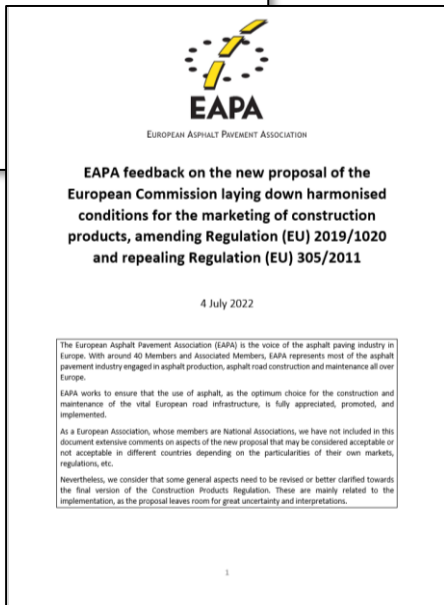 EAPA
EUROPEAN ASPHALT PAVEMENT ASSOCIATION
EAPA feedback on the new proposal of the
European Commission laying down harmonised
conditions for the marketing of construction
products, amending Regulation (EU) 2019/1020
and repealing Regulation (EU) 305/2011
4 July 2022
The European Asphalt Pavement Association (EAPA) is the voice of the asphalt paving industry in
Europe. With around 40 Members and Associated Members, EAPA represents most of the asphalt
pavement industry engaged in asphalt production, asphalt road construction and maintenance all over
Europe.
EAPA works to ensure that the use of asphalt, as the optimum choice for the construction and
maintenance of the vital European road infrastructure, is fully appreciated, promoted, and
implemented.
As a European Association, whose members are National Associations, we have not included in this
document extensive comments on aspects of the new proposal that may be considered acceptable or
not acceptable in different countries depending on the particularities of their own markets,
regulations, etc.
Nevertheless, we consider that some general aspects need to be revised or better clarified towards
the final version of the Construction Products Regulation. These are mainly related to the
implementation, as the proposal leaves room for great uncertainty and interpretations.
1